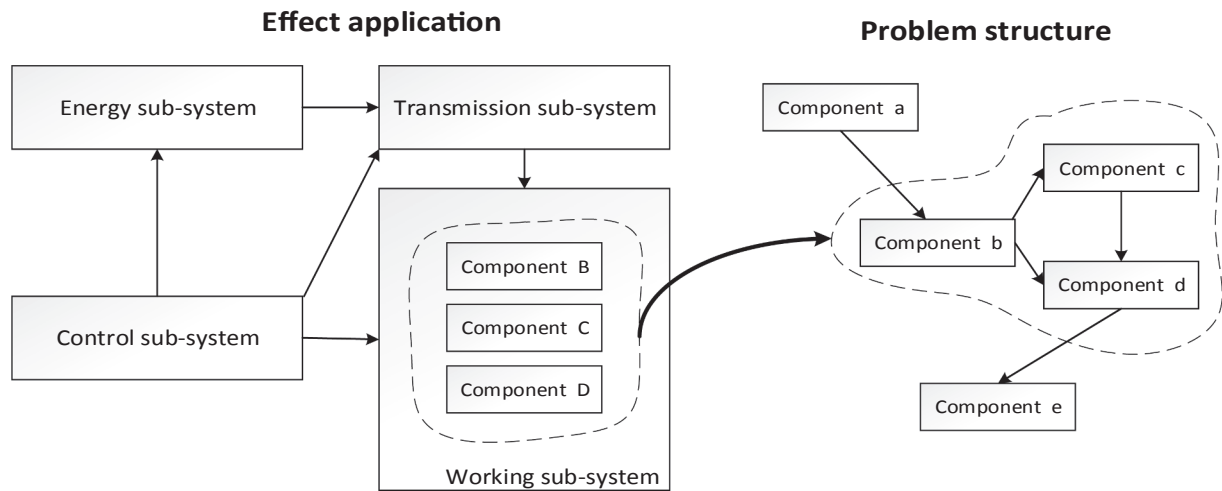 Effect application
Problem structure
Energy sub-system
Transmission sub-system
Control sub-system
Component B
Component C
Component D
Working sub-system
Component a
Component c
Component b
Component d
Component e